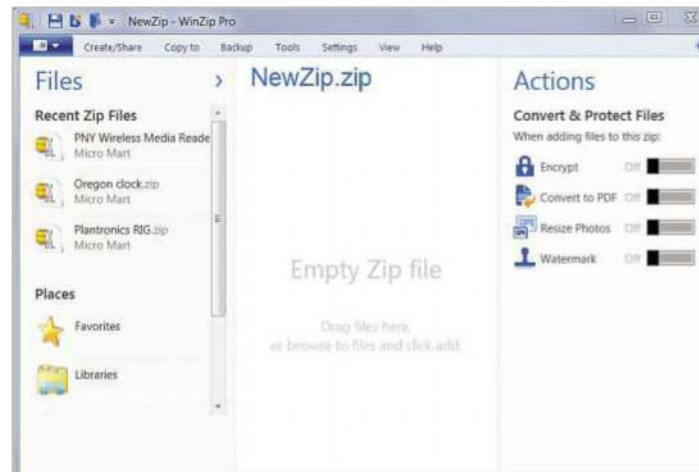 NewZip - WinZip Pro
Create/Share Copy to Backup Tools Settings View Help
Files
Recent Zip Files
PNY Wireless Media Reade
Micro Mart
Oregon clock.zip
Micro Mart
Plantronics RIG.zip
Micro Mart
Places
Favorites
Libraries
NewZip.zip
Empty Zip file
Drag files here,
or browse to files and click add.
Actions
Convert & Protect Files
When adding files to this zip:
Encrypt Off
Convert to PDF Off
Resize Photos Off
Watermark Off